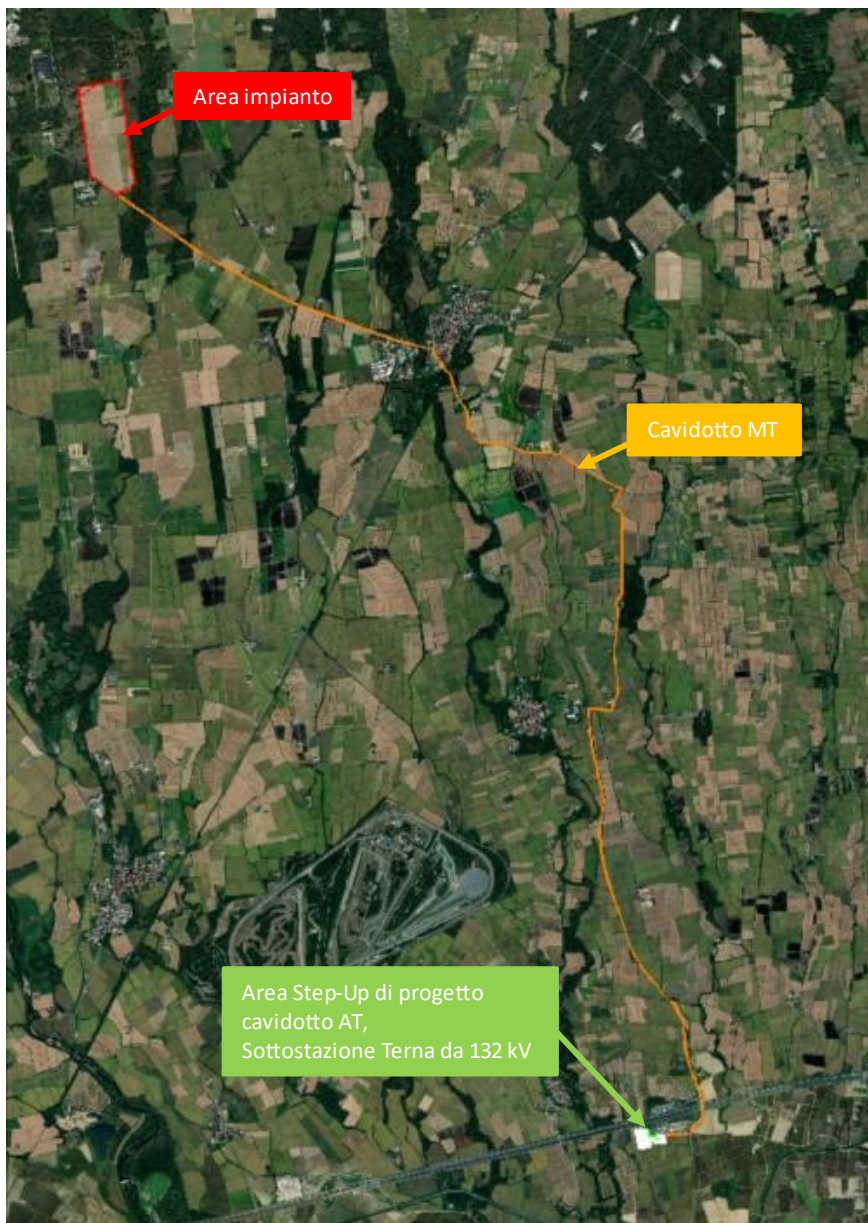 Area impianto
Cavidotto MT
Area Step-Up di progetto
cavidotto AT,
Sottostazione Terna da 132 kV